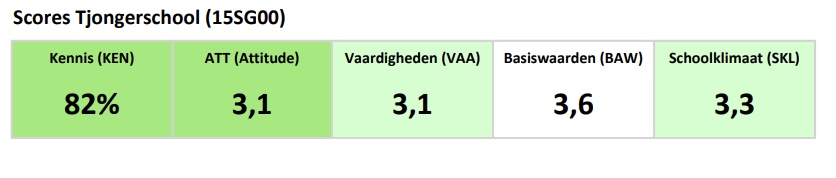 Scores Tjongerschool (15SG00)
Kennis (KEN) ATT (Attitude) Vaardigheden (VAA) Basiswaarden (BAW) Schoolklimaat (SKL)
82% 3,1 3,1 3,6 3,3